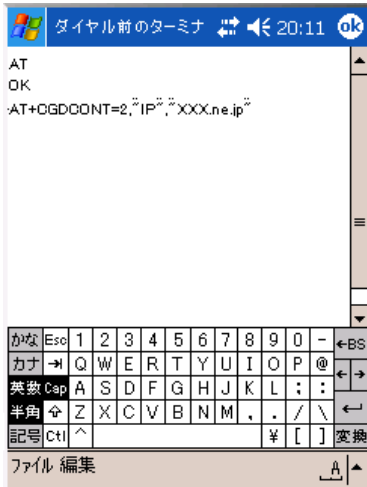 ダイヤル前のターミナ 20:11 ok
AT
OK
AT+CGDCONT=2,"IP","XXX.ne.jp"
かな Esc 1 2 3 4 5 6 7 8 9 0 - ←BS
カナ →| Q W E R T Y U I O P @ ← →
英数 Cap A S D F G H J K L ; :
半角 Z X C V B N M , . / \
記号 Ctl ^ ¥ [ ] 変換
ファイル 編集 A